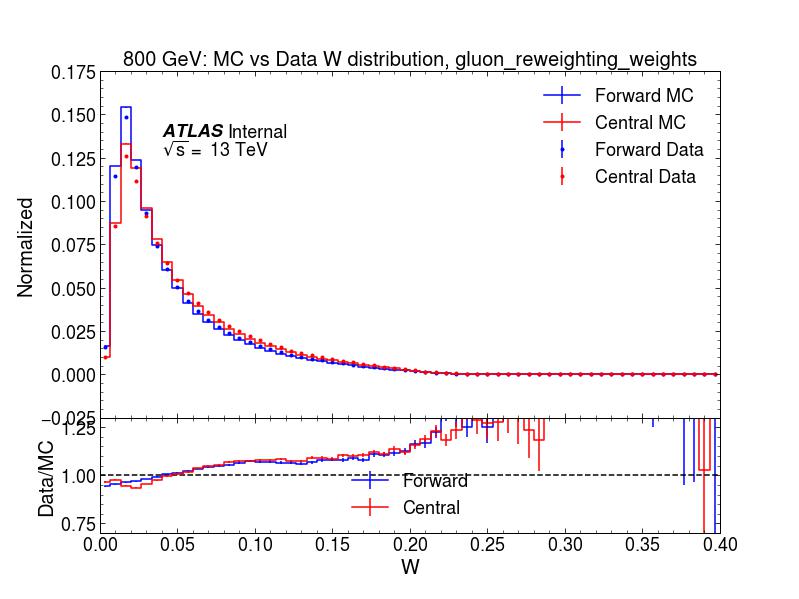 800 GeV: MC vs Data W distribution, gluon_reweighting_weights
0.175
0.150
0.125
0.100
0.075
0.050
0.025
0.000
−0.025
Normalized
ATLAS Internal
√s = 13 TeV
Forward MC
Central MC
Forward Data
Central Data
1.25
1.00
0.75
Data/MC
Forward
Central
0.00 0.05 0.10 0.15 0.20 0.25 0.30 0.35 0.40
W